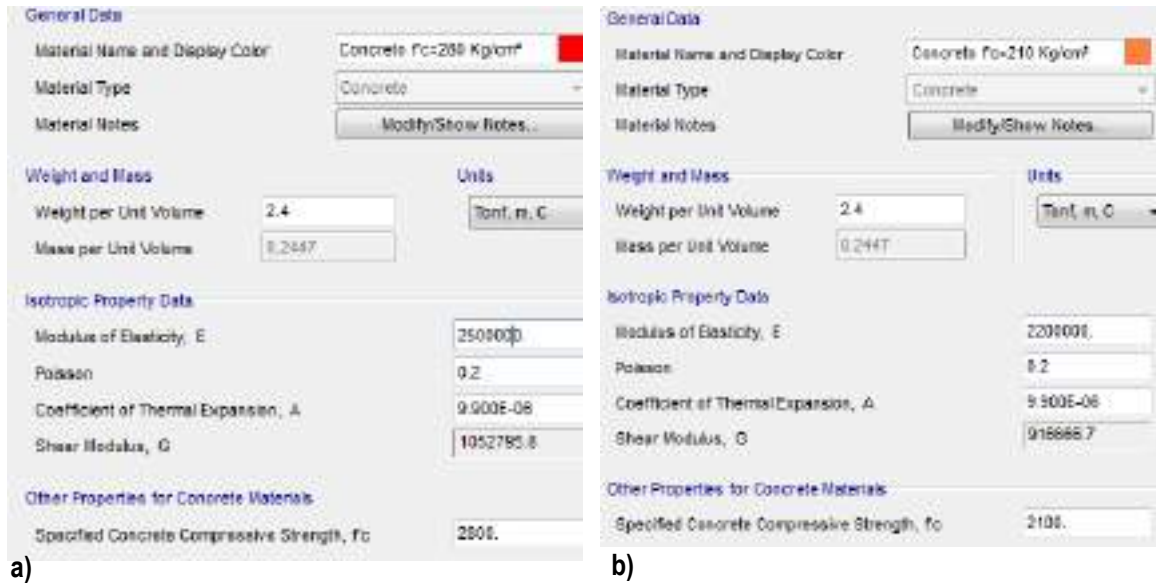 General Data
Material Name and Display Color Concrete f'c=280 Kg/cm²
Material Type Concrete
Material Notes Modify/Show Notes...
Weight and Mass Units
Weight per Unit Volume 2.4 Tonf, m, C
Mass per Unit Volume 0.2447
Isotropic Property Data
Modulus of Elasticity, E 2500000.
Poisson 0.2
Coefficient of Thermal Expansion, A 9.900E-06
Shear Modulus, G 1052795.8
Other Properties for Concrete Materials
Specified Concrete Compressive Strength, f'c 2800.
a)
General Data
Material Name and Display Color Concreto f'c=210 Kg/cm²
Material Type Concrete
Material Notes Modify/Show Notes...
Weight and Mass Units
Weight per Unit Volume 2.4 Tonf, m, C
Mass per Unit Volume 0.2447
Isotropic Property Data
Modulus of Elasticity, E 2200000.
Poisson 0.2
Coefficient of Thermal Expansion, A 9.900E-06
Shear Modulus, G 916666.7
Other Properties for Concrete Materials
Specified Concrete Compressive Strength, f'c 2100.
b)